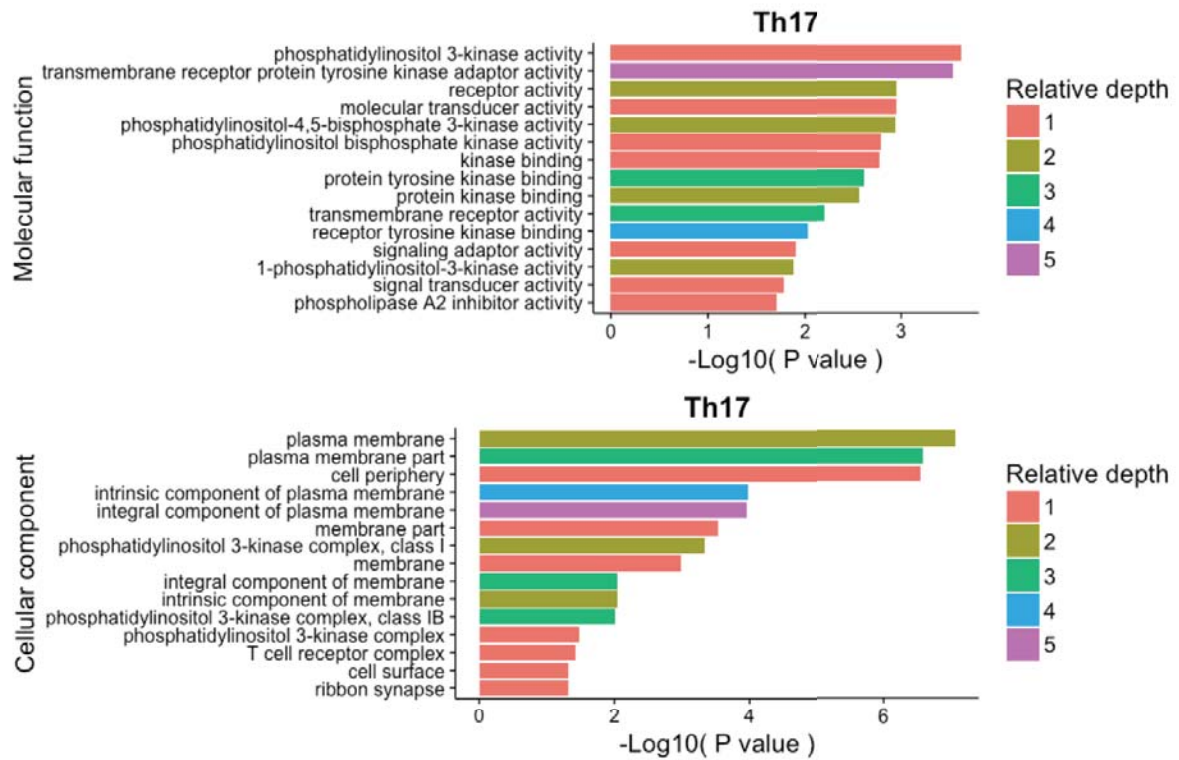 Th17
Molecular function
phosphatidylinositol 3-kinase activity
transmembrane receptor protein tyrosine kinase adaptor activity
receptor activity
molecular transducer activity
phosphatidylinositol-4,5-bisphosphate 3-kinase activity
phosphatidylinositol bisphosphate kinase activity
kinase binding
protein tyrosine kinase binding
protein kinase binding
transmembrane receptor activity
receptor tyrosine kinase binding
signaling adaptor activity
1-phosphatidylinositol-3-kinase activity
signal transducer activity
phospholipase A2 inhibitor activity
0 1 2 3
-Log10( P value )
Relative depth
1
2
3
4
5
Th17
Cellular component
plasma membrane
plasma membrane part
cell periphery
intrinsic component of plasma membrane
integral component of plasma membrane
membrane part
phosphatidylinositol 3-kinase complex, class I
membrane
integral component of membrane
intrinsic component of membrane
phosphatidylinositol 3-kinase complex, class IB
phosphatidylinositol 3-kinase complex
T cell receptor complex
cell surface
ribbon synapse
0 2 4 6
-Log10( P value )
Relative depth
1
2
3
4
5